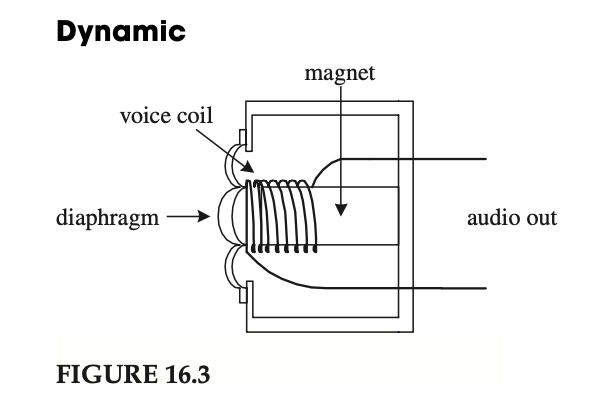 Dynamic
magnet
voice coil
diaphragm
audio out
FIGURE 16.3